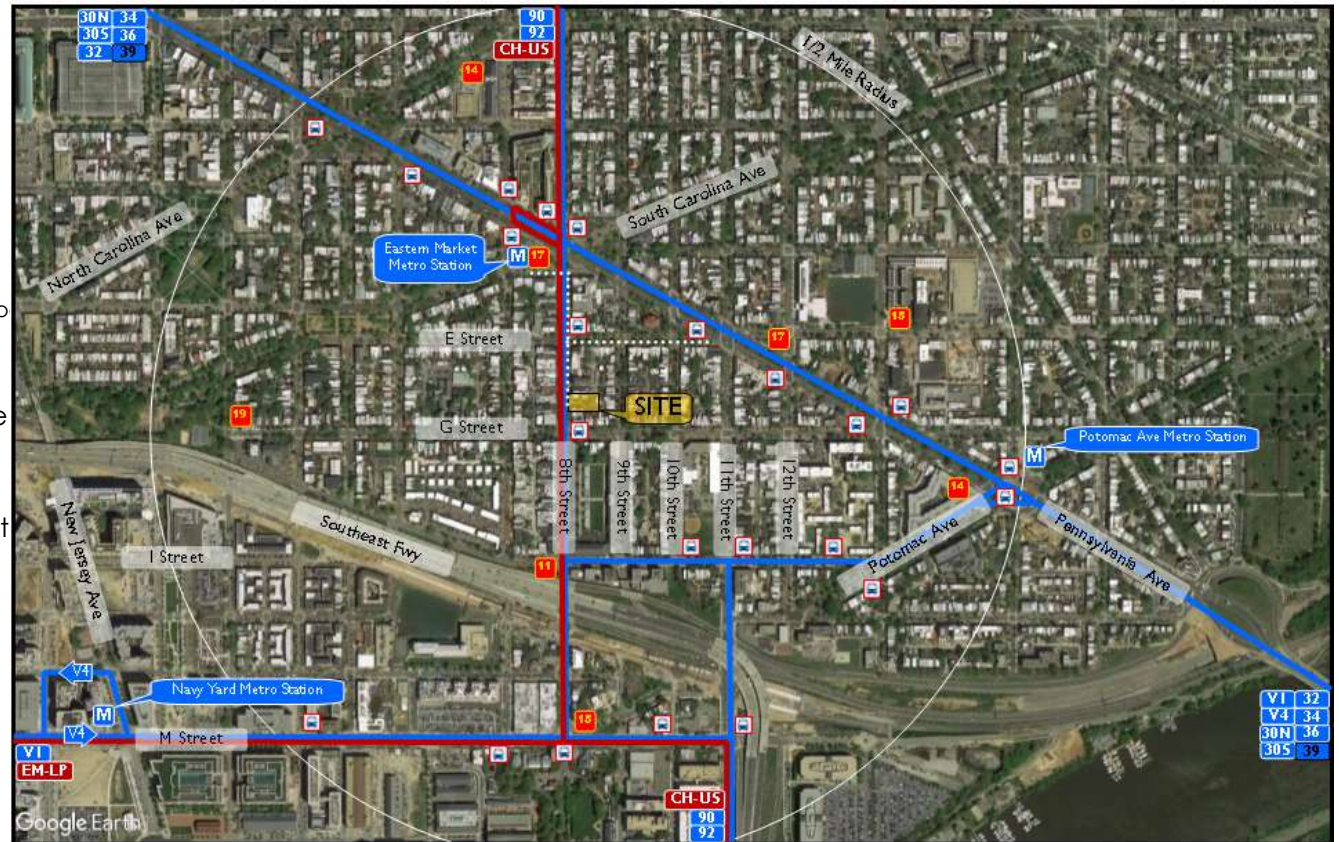 30N 34
30S 36
32 39
90
92
CH-US
14
1/2 Mile Radius
South Carolina Ave
North Carolina Ave
Eastern Market
Metro Station
M
17
E Street
17
18
SITE
19
G Street
M
Potomac Ave Metro Station
14
8th Street
9th Street
10th Street
11th Street
12th Street
Southeast Fwy
New Jersey Ave
I Street
11
Potomac Ave
Pennsylvania Ave
V4
Navy Yard Metro Station
M
V4
M Street
18
V1
EM-LP
V1 32
V4 34
30N 36
30S 39
CH-US
90
92
Google Earth
e